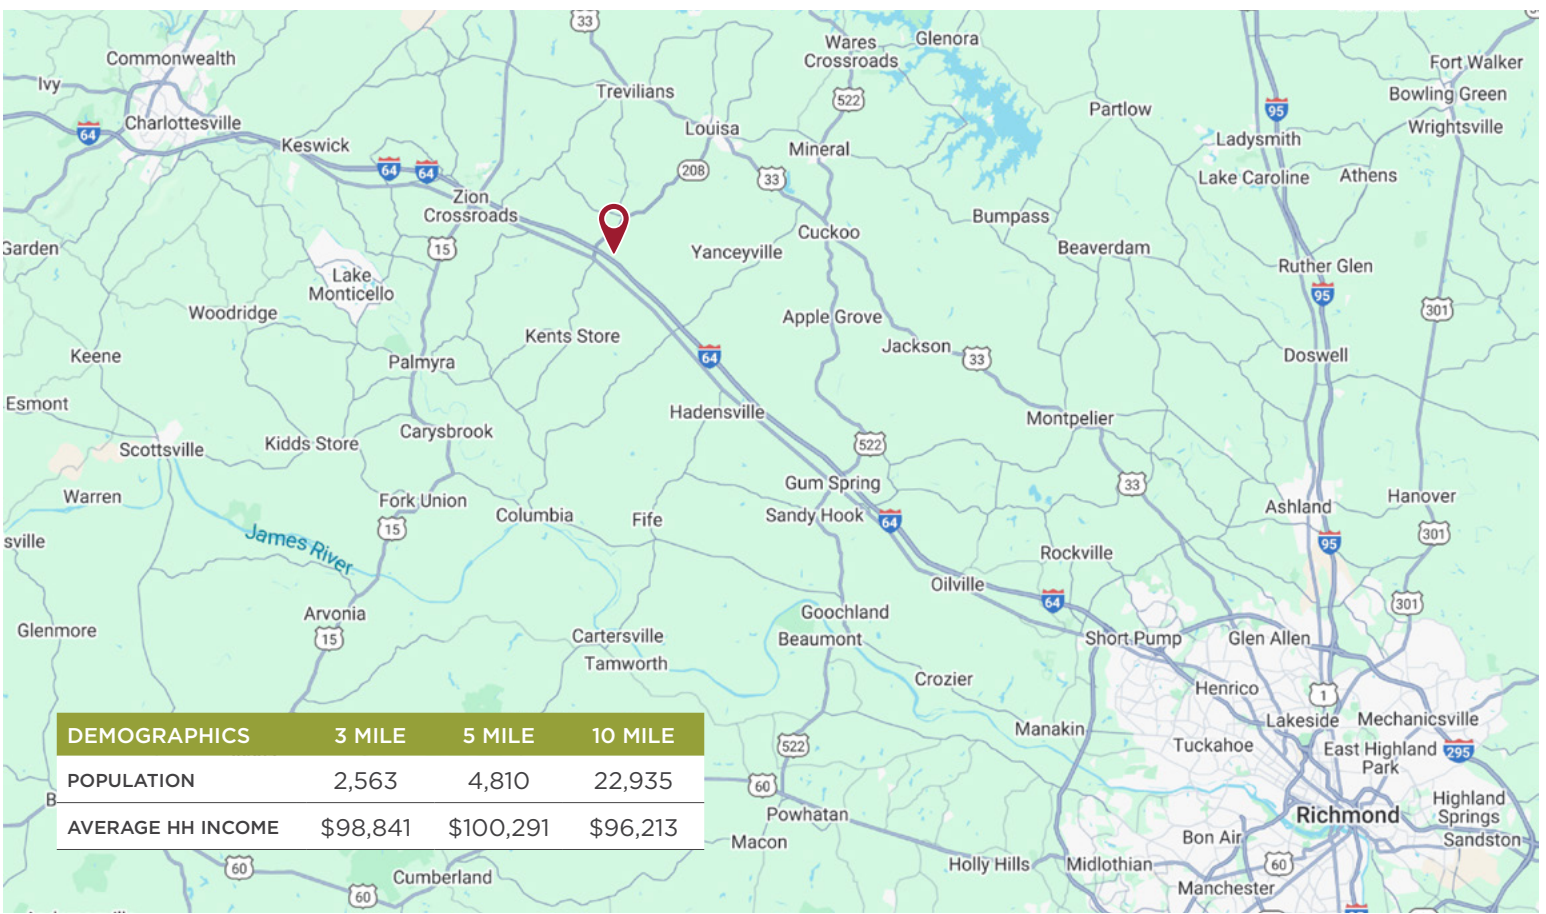 33
Wares
Crossroads
Glenora
Commonwealth
Fort Walker
Ivy
Trevilians
522
Bowling Green
Partlow
95
Charlottesville
Louisa
Wrightsville
64
Keswick
Mineral
Ladysmith
64
64
208
33
Lake Caroline
Athens
Zion
Crossroads
Bumpass
Cuckoo
15
Garden
Yanceyville
Beaverdam
Ruther Glen
Lake
Monticello
95
Woodridge
Apple Grove
301
Kents Store
Jackson
33
Keene
Palmyra
64
Doswell
Esmont
Hadensville
Montpelier
Carysbrook
Kidds Store
522
Scottsville
Gum Spring
33
Warren
Fork Union
Hanover
Columbia
Fife
Sandy Hook
64
Ashland
15
301
James River
sville
95
Rockville
Oilville
64
301
Arvonia
Goochland
Glenmore
15
Cartersville
Beaumont
Short Pump
Glen Allen
Tamworth
Crozier
Henrico
1
Lakeside
Mechanicsville
Manakin
522
Tuckahoe
East Highland
Park
295
60
Powhatan
Richmond
Highland
Springs
Macon
Bon Air
Sandston
Holly Hills
Midlothian
60
Manchester
60
Cumberland
60
B
DEMOGRAPHICS 3 MILE 5 MILE 10 MILE
POPULATION 2,563 4,810 22,935
AVERAGE HH INCOME $98,841 $100,291 $96,213